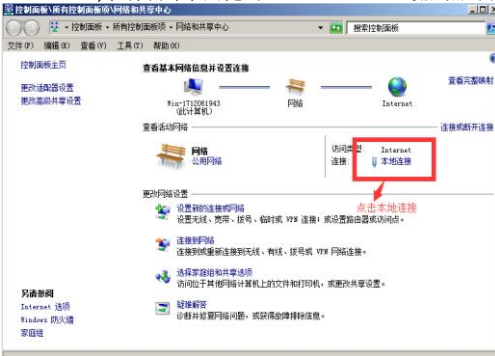 控制面板\所有控制面板项\网络和共享中心
控制面板 所有控制面板项 网络和共享中心 搜索控制面板
文件(F) 编辑(E) 查看(V) 工具(T) 帮助(H)
控制面板主页
更改适配器设置
更改高级共享设置
查看基本网络信息并设置连接
查看完整映射
Win-1T12061943
(此计算机)
网络
Internet
查看活动网络
连接或断开连接
网络
公用网络
访问类型: Internet
连接: 本地连接
点击本地连接
更改网络设置
设置新的连接或网络
设置无线、宽带、拨号、临时或 VPN 连接；或设置路由器或访问点。
连接到网络
连接到或重新连接到无线、有线、拨号或 VPN 网络连接。
选择家庭组和共享选项
访问位于其他网络计算机上的文件和打印机，或更改共享设置。
疑难解答
诊断并修复网络问题，或获得故障排除信息。
另请参阅
Internet 选项
Windows 防火墙
家庭组